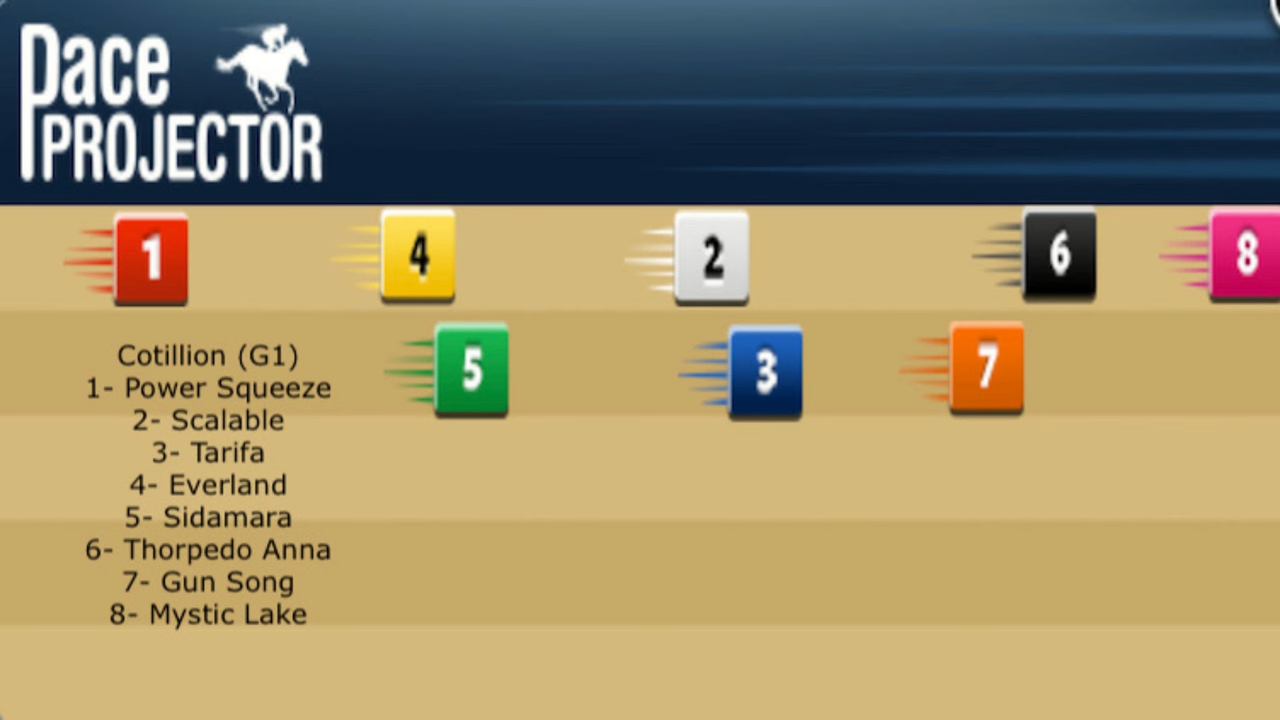 Pace
PROJECTOR
1 4 2 6 8
5 3 7
Cotillion (G1)
1- Power Squeeze
2- Scalable
3- Tarifa
4- Everland
5- Sidamara
6- Thorpedo Anna
7- Gun Song
8- Mystic Lake